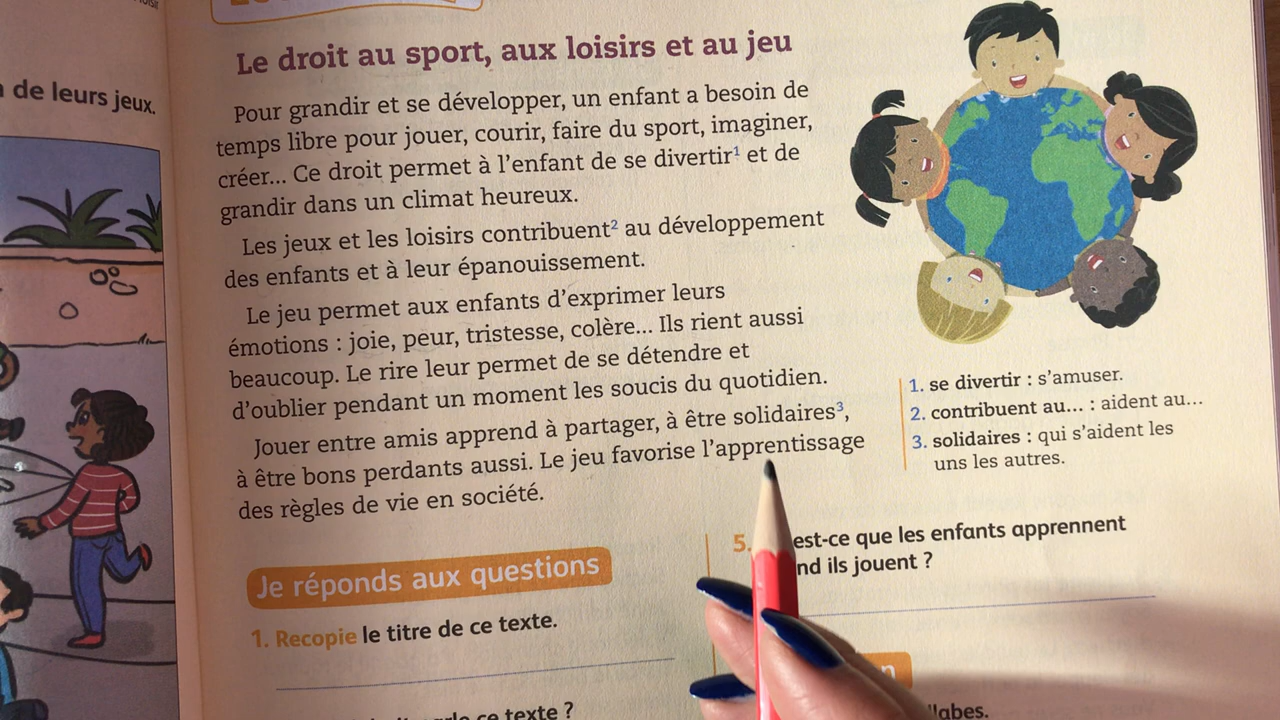 de leurs jeux.
Le droit au sport, aux loisirs et au jeu
Pour grandir et se développer, un enfant a besoin de
temps libre pour jouer, courir, faire du sport, imaginer,
créer... Ce droit permet à l'enfant de se divertir¹ et de
grandir dans un climat heureux.
Les jeux et les loisirs contribuent² au développement
des enfants et à leur épanouissement.
Le jeu permet aux enfants d'exprimer leurs
émotions : joie, peur, tristesse, colère... Ils rient aussi
beaucoup. Le rire leur permet de se détendre et
d'oublier pendant un moment les soucis du quotidien.
Jouer entre amis apprend à partager, à être solidaires³,
à être bons perdants aussi. Le jeu favorise l'apprentissage
des règles de vie en société.
1. se divertir : s'amuser.
2. contribuent au... : aident au...
3. solidaires : qui s'aident les
uns les autres.
Je réponds aux questions
1. Recopie le titre de ce texte.
ce texte ?
5. est-ce que les enfants apprennent
nd ils jouent ?